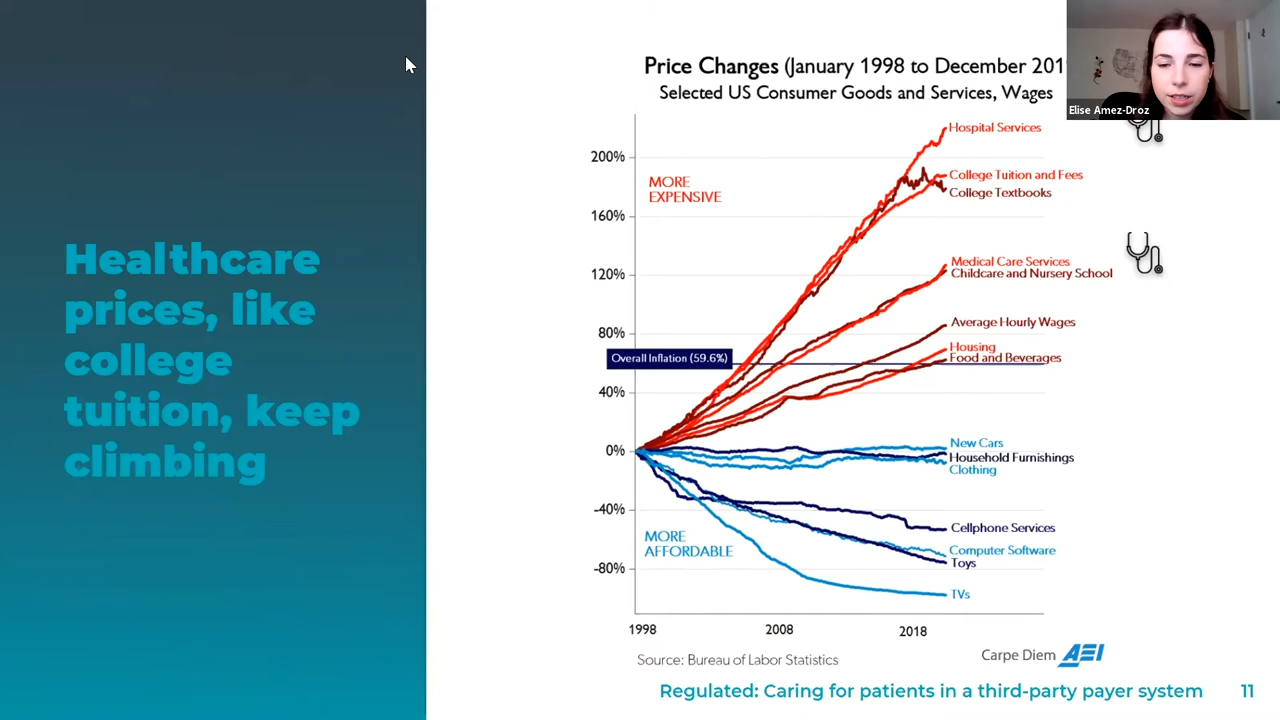 Healthcare
prices, like
college
tuition, keep
climbing
Price Changes (January 1998 to December
Selected US Consumer Goods and Services, Wages
Elise Amez-Droz
200%
160%
120%
80%
40%
0%
-40%
-80%
MORE
EXPENSIVE
Overall Inflation (59.6%)
MORE
AFFORDABLE
Hospital Services
College Tuition and Fees
College Textbooks
Medical Care Services
Childcare and Nursery School
Average Hourly Wages
Housing
Food and Beverages
New Cars
Household Furnishings
Clothing
Cellphone Services
Computer Software
Toys
TVs
1998
2008
2018
Source: Bureau of Labor Statistics
Carpe Diem AEI
Regulated: Caring for patients in a third-party payer system 11